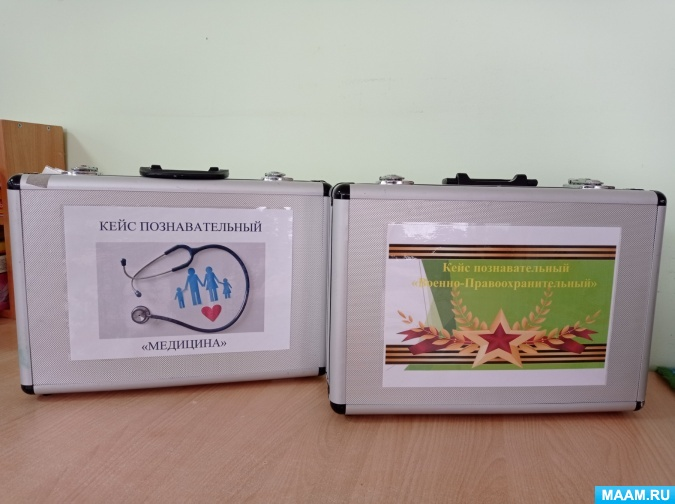 КЕЙС ПОЗНАВАТЕЛЬНЫЙ
«МЕДИЦИНА»
Кейс познавательный
«Военно-Правоохранительный»
MAAM.RU